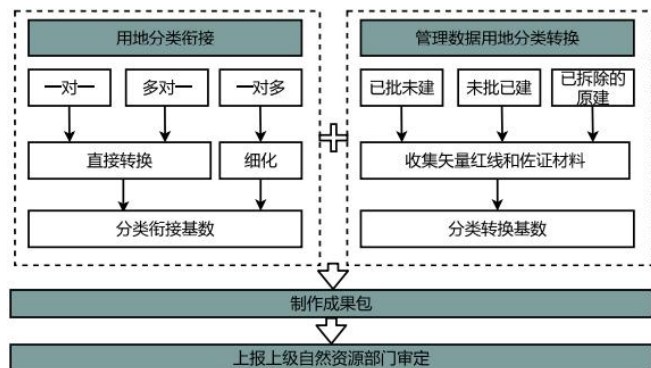 用地分类衔接
管理数据用地分类转换
一对一
多对一
一对多
已批未建
未批已建
已拆除的
原建
直接转换
细化
收集矢量红线和佐证材料
分类衔接基数
分类转换基数
制作成果包
上报上级自然资源部门审定